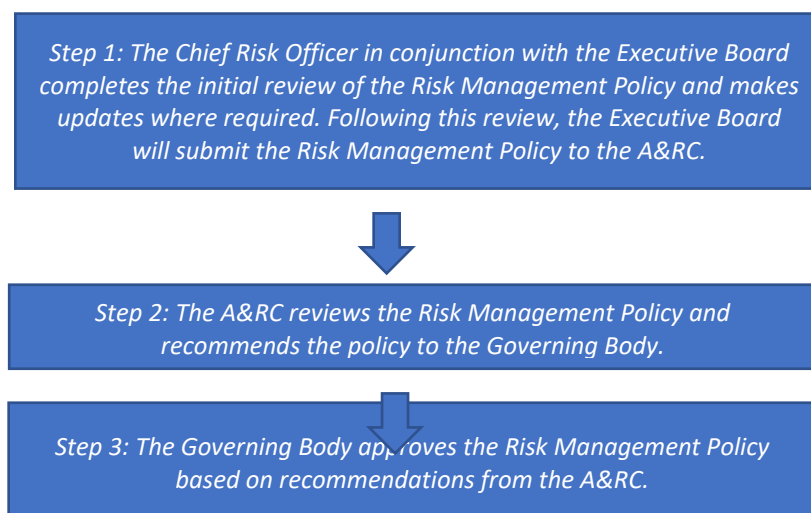 Step 1: The Chief Risk Officer in conjunction with the Executive Board
completes the initial review of the Risk Management Policy and makes
updates where required. Following this review, the Executive Board
will submit the Risk Management Policy to the A&RC.
Step 2: The A&RC reviews the Risk Management Policy and
recommends the policy to the Governing Body.
Step 3: The Governing Body approves the Risk Management Policy
based on recommendations from the A&RC.